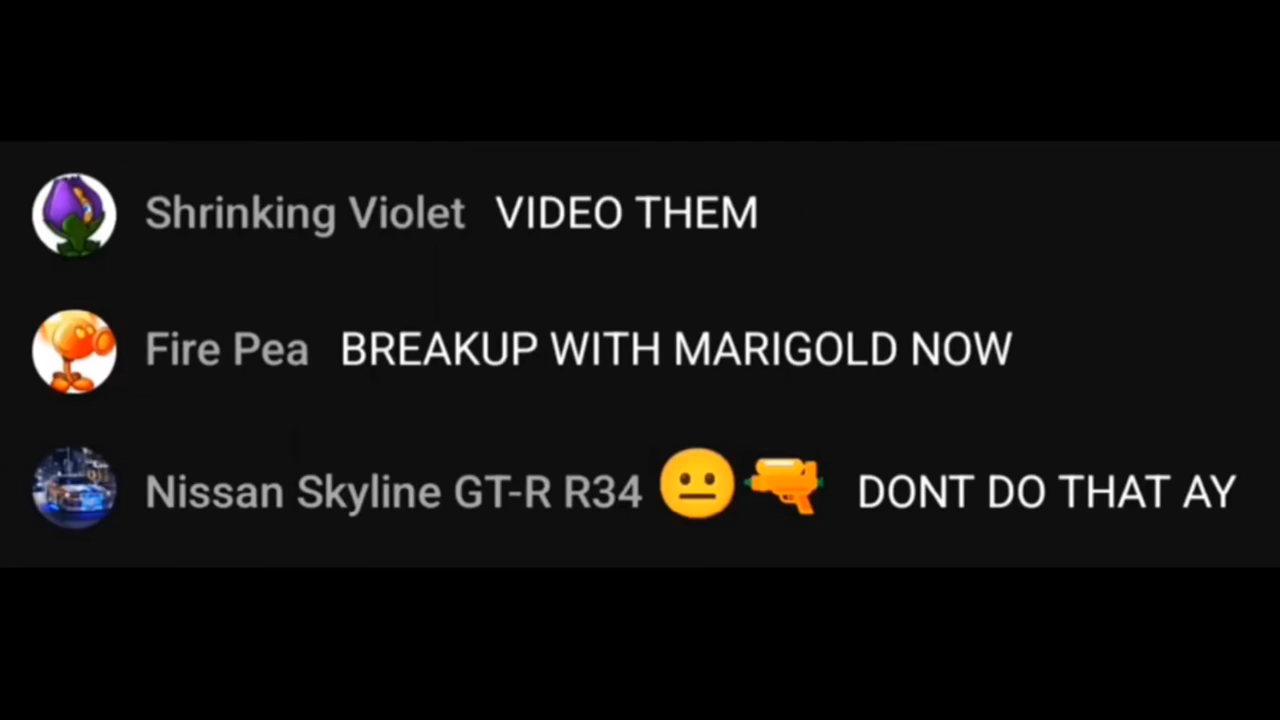 Shrinking Violet VIDEO THEM
Fire Pea BREAKUP WITH MARIGOLD NOW
Nissan Skyline GT-R R34 😐🔫 DONT DO THAT AY